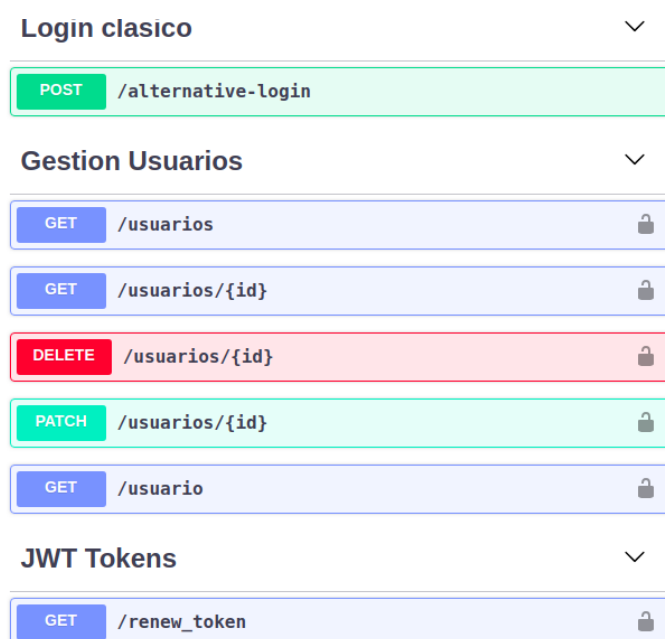 Login clasico
POST /alternative-login
Gestion Usuarios
GET /usuarios
GET /usuarios/{id}
DELETE /usuarios/{id}
PATCH /usuarios/{id}
GET /usuario
JWT Tokens
GET /renew_token